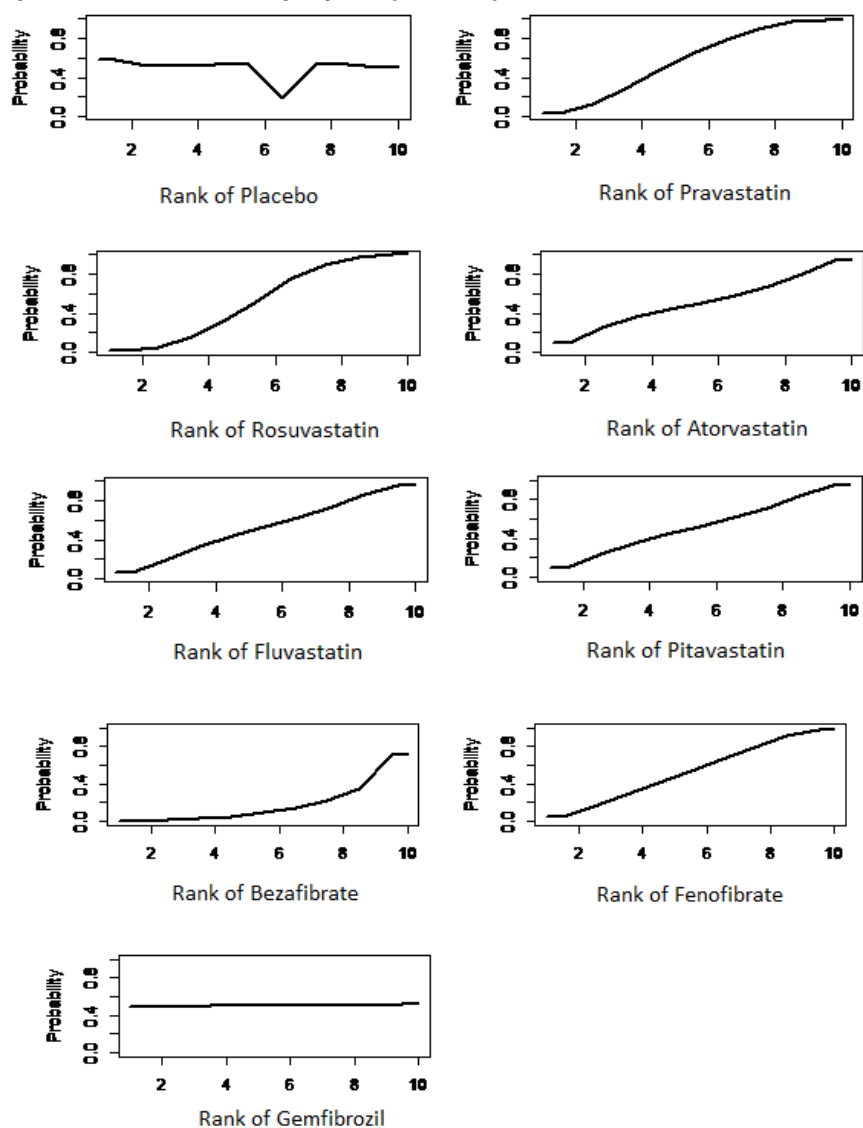 Probability
0.0 0.4 0.8
2 4 6 8 10
Rank of Placebo
Probability
0.0 0.4 0.8
2 4 6 8 10
Rank of Pravastatin
Probability
0.0 0.4 0.8
2 4 6 8 10
Rank of Rosuvastatin
Probability
0.0 0.4 0.8
2 4 6 8 10
Rank of Atorvastatin
Probability
0.0 0.4 0.8
2 4 6 8 10
Rank of Fluvastatin
Probability
0.0 0.4 0.8
2 4 6 8 10
Rank of Pitavastatin
Probability
0.0 0.4 0.8
2 4 6 8 10
Rank of Bezafibrate
Probability
0.0 0.4 0.8
2 4 6 8 10
Rank of Fenofibrate
Probability
0.0 0.4 0.8
2 4 6 8 10
Rank of Gemfibrozil